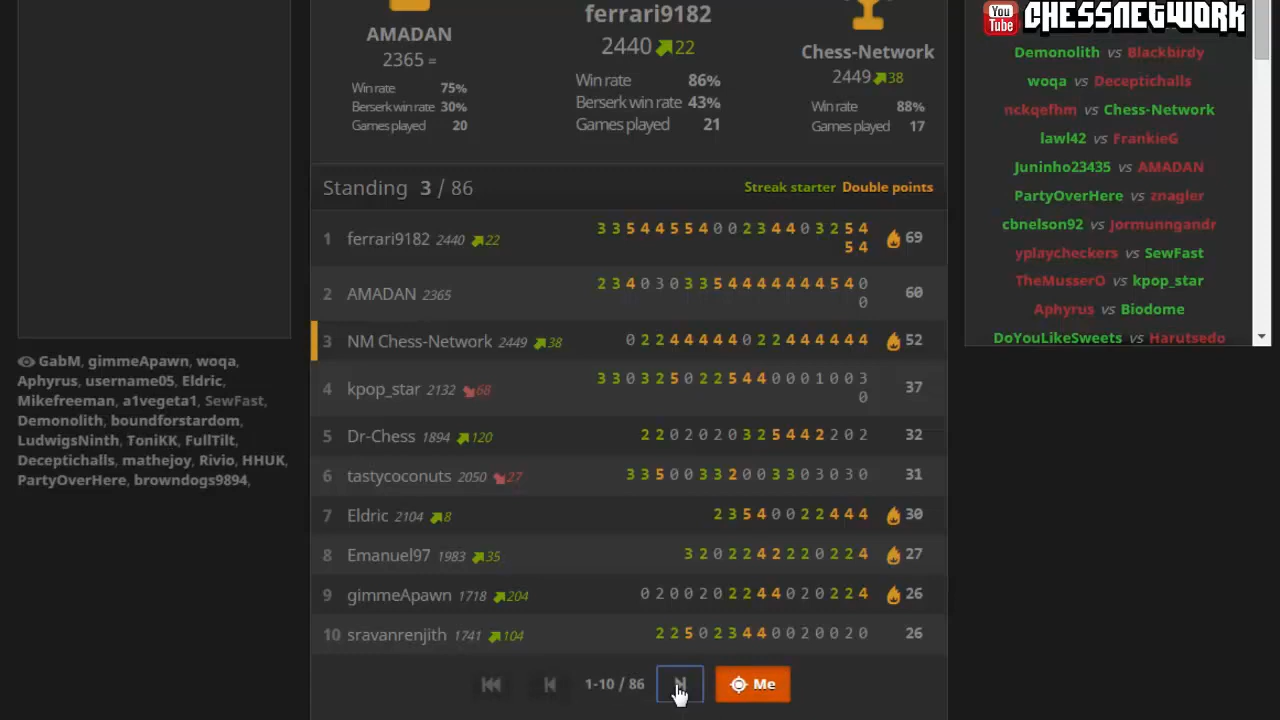 AMADAN
2365 =
Win rate 75%
Berserk win rate 30%
Games played 20
ferrari9182
2440 22
Win rate 86%
Berserk win rate 43%
Games played 21
Chess-Network
2449 38
Win rate 88%
Games played 17
Standing 3 / 86
Streak starter Double points
1 ferrari9182 2440 22 3 3 5 4 4 5 5 4 0 0 2 3 4 4 0 3 2 5 4 69
5 4
2 AMADAN 2365 2 3 4 0 3 0 3 3 5 4 4 4 4 4 4 4 5 4 0 60
0
3 NM Chess-Network 2449 38 0 2 2 4 4 4 4 4 0 2 2 4 4 4 4 4 4 52
4 kpop_star 2132 68 3 3 0 3 2 5 0 2 2 5 4 4 0 0 0 1 0 0 3 37
0
5 Dr-Chess 1894 120 2 2 0 2 0 2 0 3 2 5 4 4 2 2 0 2 32
6 tastycoconuts 2050 27 3 3 5 0 0 3 3 2 0 0 3 3 0 3 0 3 0 31
7 Eldric 2104 8 2 3 5 4 0 0 2 2 4 4 4 30
8 Emanuel97 1983 35 3 2 0 2 2 4 2 2 2 0 2 2 4 27
9 gimmeApawn 1718 204 0 2 0 0 2 0 2 2 4 4 0 2 0 2 2 4 26
10 sravanrenjith 1741 104 2 2 5 0 2 3 4 4 0 0 2 0 0 2 0 26
1-10 / 86 Me
GabM, gimmeApawn, woqa,
Aphyrus, username05, Eldric,
Mikefreeman, a1vegeta1, SewFast,
Demonolith, boundforstardom,
LudwigsNinth, ToniKK, FullTilt,
Deceptichalls, mathejoy, Rivio, HHUK,
PartyOverHere, browndogs9894,
You Tube CHESSNETWORK
Demonolith vs Blackbirdy
woqa vs Deceptichalls
nckqefhm vs Chess-Network
lawl42 vs FrankieG
Juninho23435 vs AMADAN
PartyOverHere vs znagler
cbnelson92 vs Jormunngandr
yplaycheckers vs SewFast
TheMusserO vs kpop_star
Aphyrus vs Biodome
DoYouLikeSweets vs Harutsedo